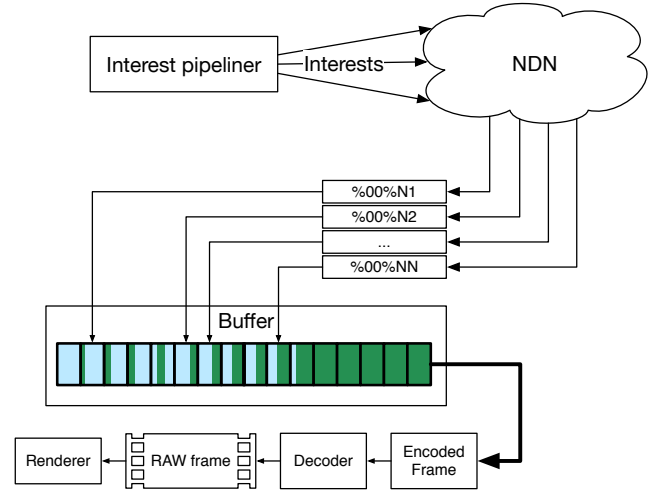 Interest pipeliner
Interests
NDN
%00%N1
%00%N2
...
%00%NN
Buffer
Renderer
RAW frame
Decoder
Encoded
Frame